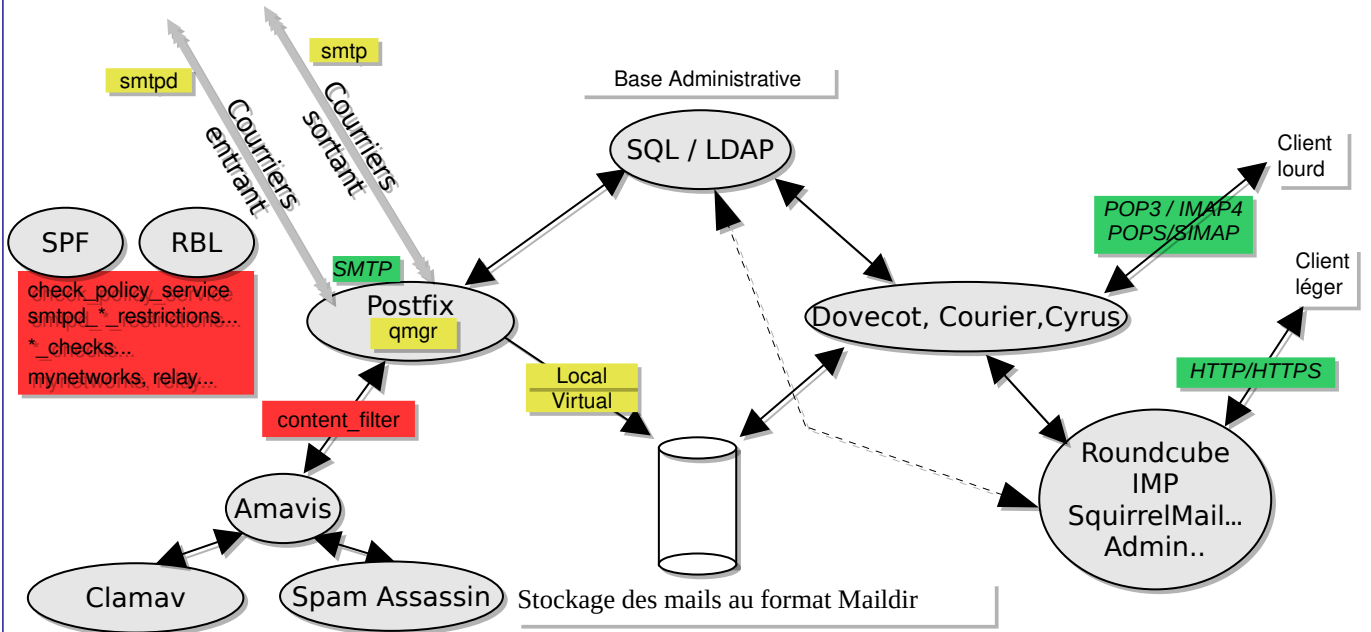 smtp
smtpd
Courriers
entrant
Courriers
sortant
Base Administrative
SQL / LDAP
Client
lourd
POP3 / IMAP4
POPS/SIMAP
SPF
RBL
check_policy_service
smtpd_*_restrictions...
*_checks...
mynetworks, relay...
SMTP
Postfix
qmgr
Dovecot, Courier,Cyrus
Client
léger
HTTP/HTTPS
Local
Virtual
content_filter
Amavis
Clamav
Spam Assassin
Roundcube
IMP
SquirrelMail...
Admin..
Stockage des mails au format Maildir